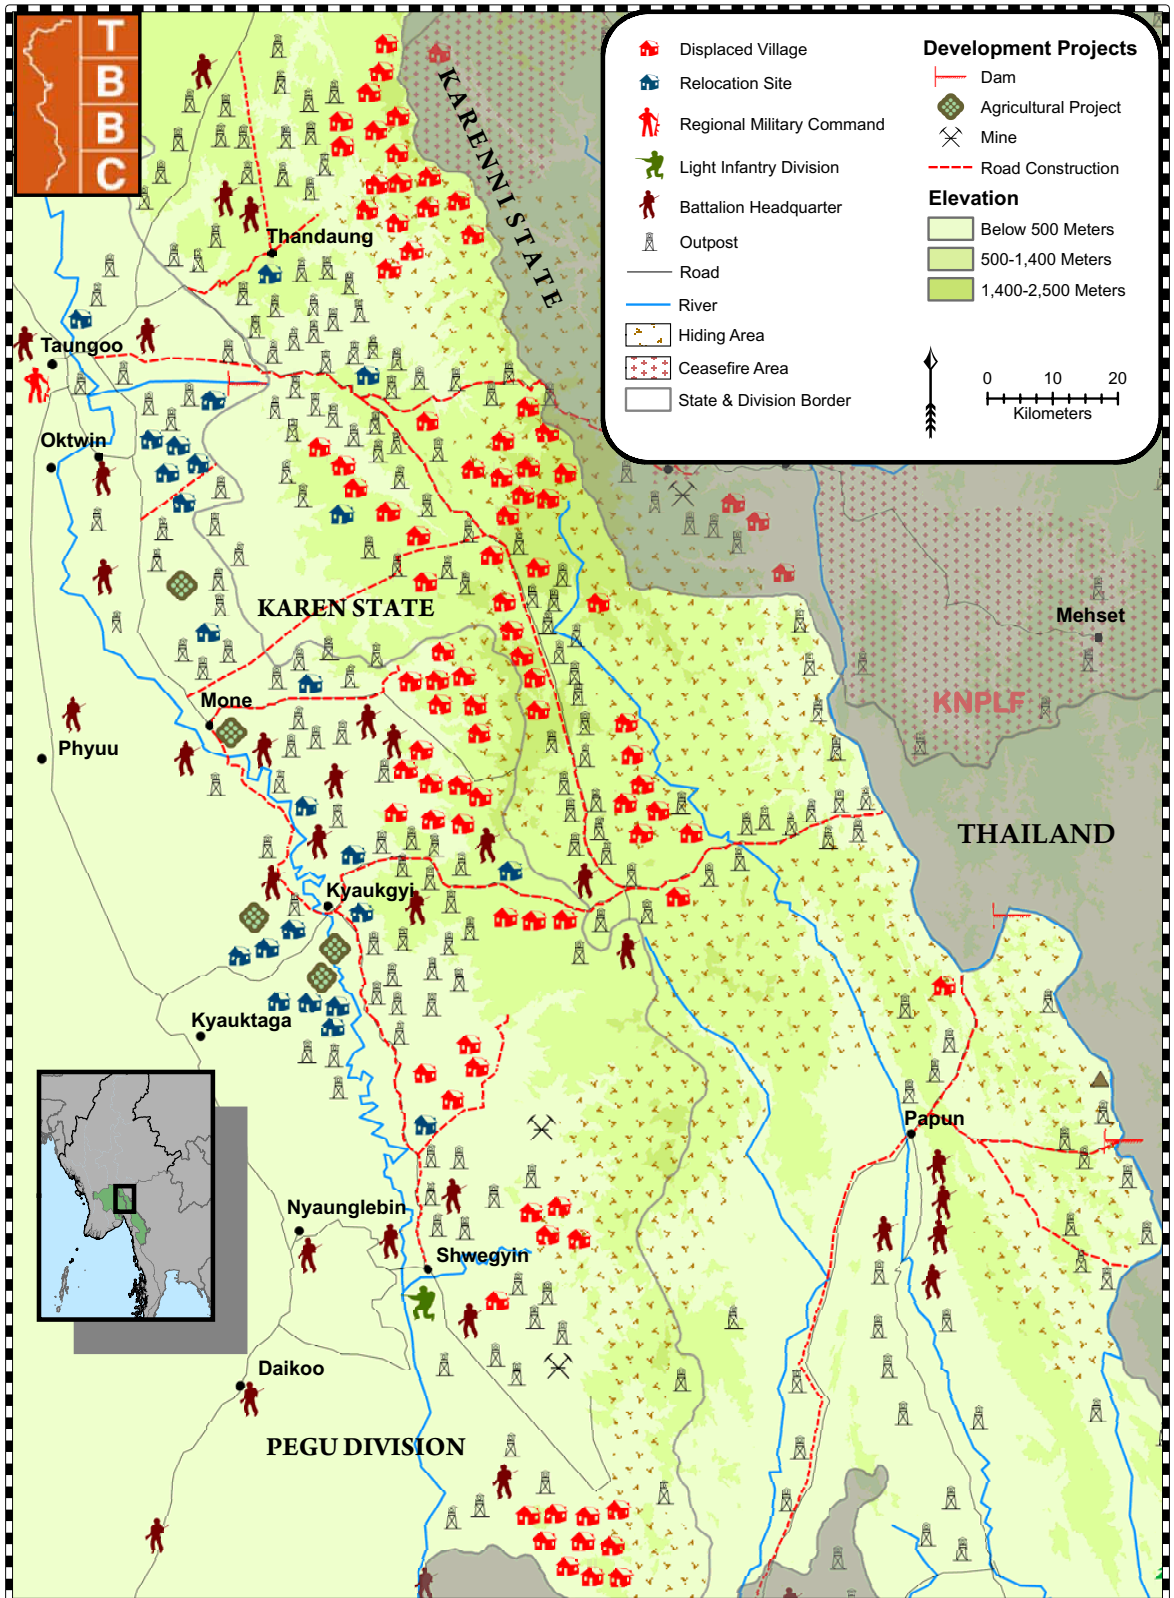 T
B
B
C
Displaced Village
Relocation Site
Regional Military Command
Light Infantry Division
Battalion Headquarter
Outpost
Road
River
Hiding Area
Ceasefire Area
State & Division Border
Development Projects
Dam
Agricultural Project
Mine
Road Construction
Elevation
Below 500 Meters
500-1,400 Meters
1,400-2,500 Meters
0 10 20
Kilometers
KARENNI STATE
Thandaung
Taungoo
Oktwin
KAREN STATE
Mehset
KNPLF
Mone
Phyuu
THAILAND
Kyaukgyi
Kyauktaga
Papun
Nyaunglebin
Shwegyin
Daikoo
PEGU DIVISION